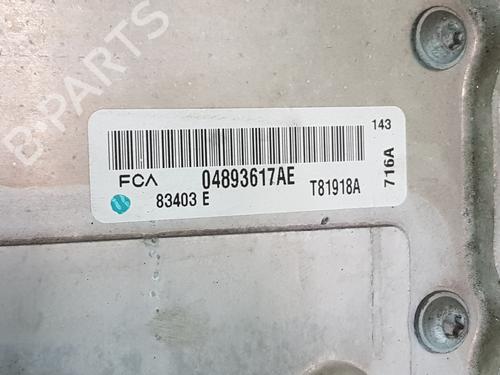 B-PARTS
143
FCA 04893617AE
83403 E T81918A
716A